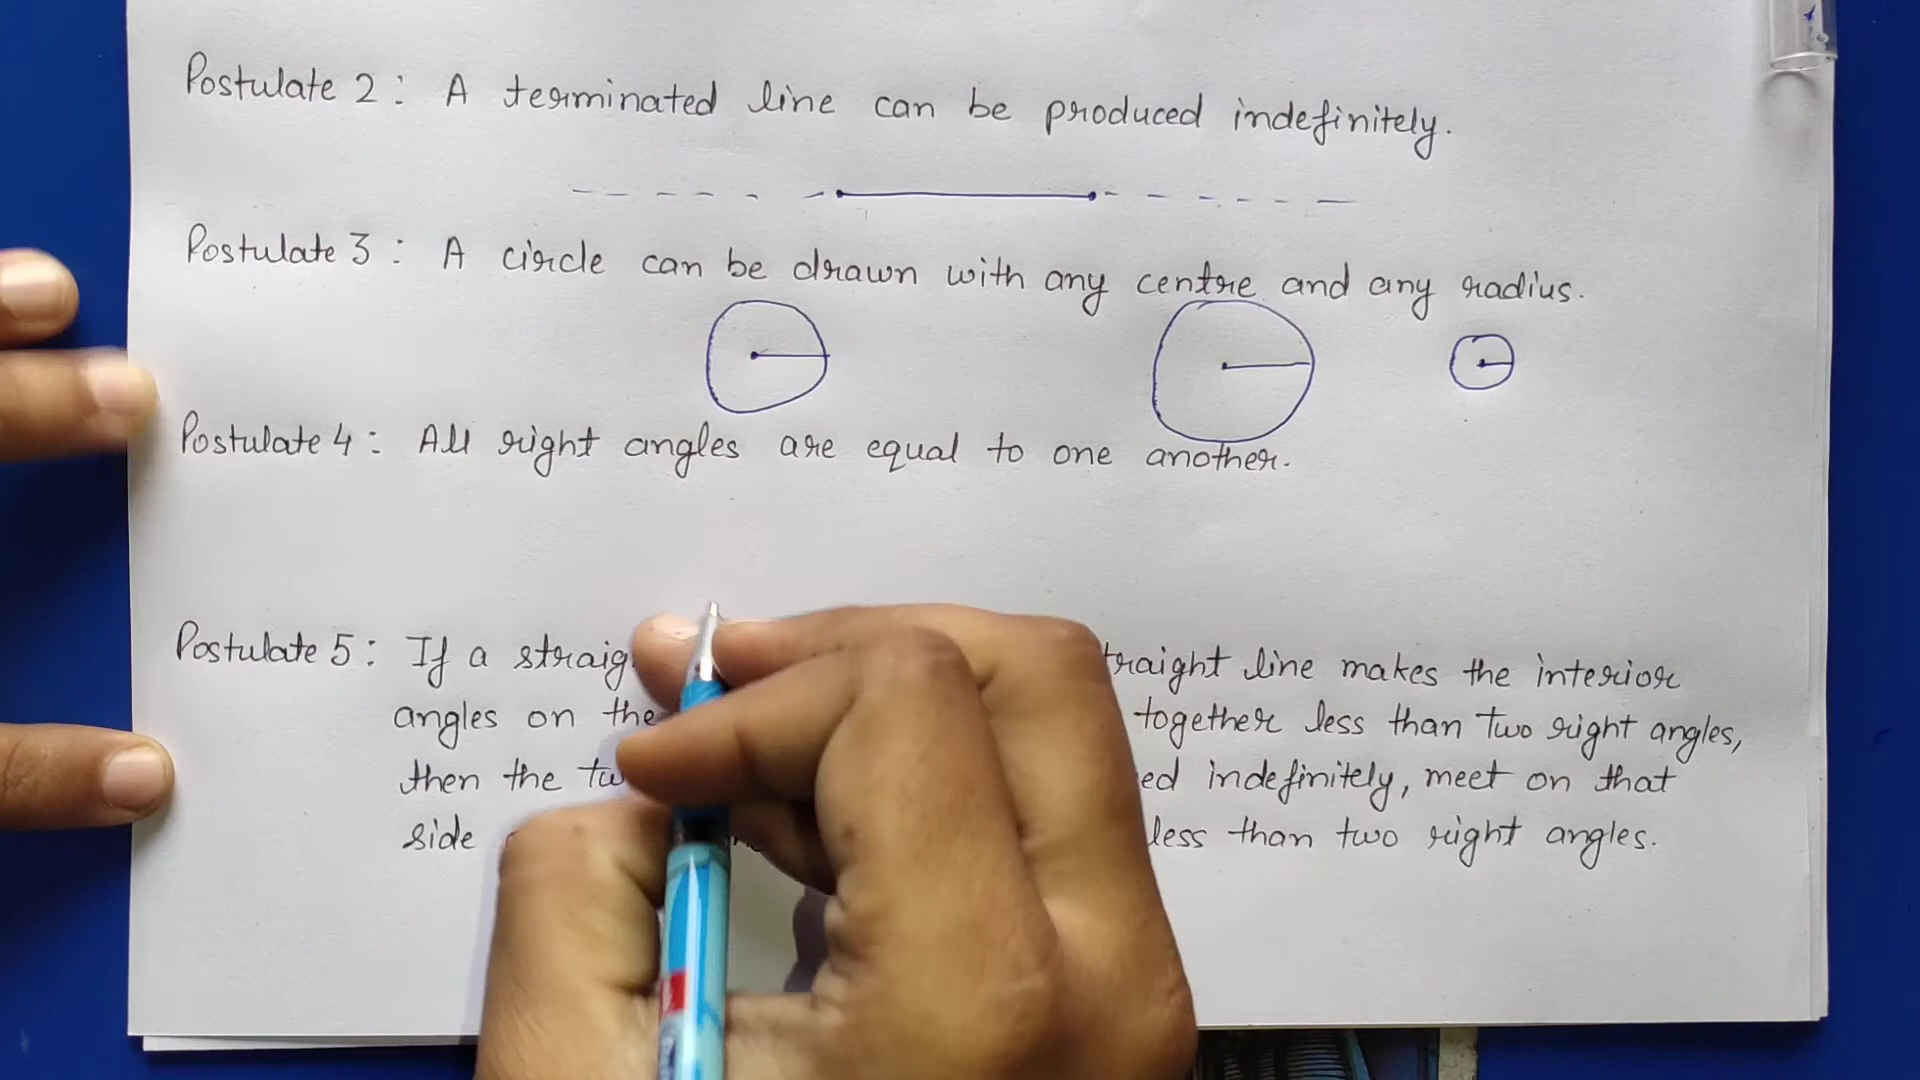 Postulate 2: A terminated line can be produced indefinitely.
Postulate 3: A circle can be drawn with any centre and any radius.
Postulate 4: All right angles are equal to one another.
Postulate 5: If a straight line makes the interior
angles on the together less than two right angles,
then the indefinitely, meet on that
side less than two right angles.